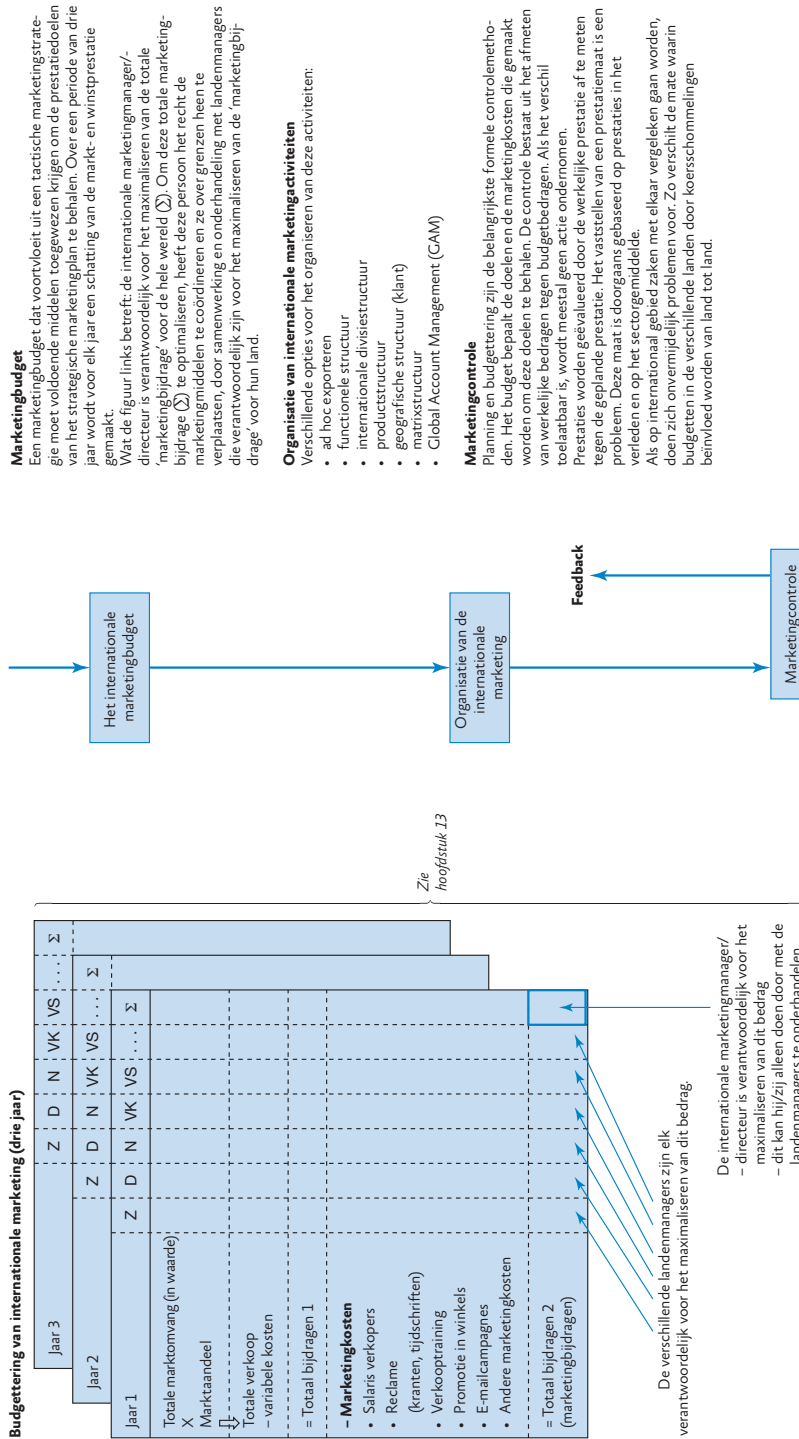 Budgettering van internationale marketing (drie jaar)
Jaar 3
Z D N VK VS . . . Σ
Jaar 2
Z D N VK VS . . . Σ
Jaar 1
Z D N VK VS . . . Σ
Totale marktomvang (in waarde)
X
Marktaandeel
Totale verkoop
– variabele kosten
= Totaal bijdragen 1
– Marketingkosten
• Salaris verkopers
• Reclame
(kranten, tijdschriften)
• Verkooptraining
• Promotie in winkels
• E-mailcampagnes
• Andere marketingkosten
= Totaal bijdragen 2
(marketingbijdragen)
De verschillende landenmanagers zijn elk
verantwoordelijk voor het maximaliseren van dit bedrag.
De internationale marketingmanager/
– directeur is verantwoordelijk voor het
maximaliseren van dit bedrag
– dit kan hij/zij alleen doen door met de
landenmanagers te onderhandelen
Zie
hoofdstuk 13
Het internationale
marketingbudget
Organisatie van de
internationale
marketing
Feedback
Marketingcontrole
Marketingbudget
Een marketingbudget dat voortvloeit uit een tactische marketingstrate-
gie moet voldoende middelen toegewezen krijgen om de prestatiedoelen
van het strategische marketingplan te behalen. Over een periode van drie
jaar wordt voor elk jaar een schatting van de markt- en winstprestatie
gemaakt.
Wat de figuur links betreft: de internationale marketingmanager/-
directeur is verantwoordelijk voor het maximaliseren van de totale
‘marketingbijdrage’ voor de hele wereld (∑). Om deze totale marketing-
bijdrage (∑) te optimaliseren, heeft deze persoon het recht de
marketingmiddelen te coördineren en ze over grenzen heen te
verplaatsen, door samenwerking en onderhandeling met landenmanagers
die verantwoordelijk zijn voor het maximaliseren van de ‘marketingbij-
drage’ voor hun land.
Organisatie van internationale marketingactiviteiten
Verschillende opties voor het organiseren van deze activiteiten:
• ad hoc exporteren
• functionele structuur
• internationale divisiestructuur
• productstructuur
• geografische structuur (klant)
• matrixstructuur
• Global Account Management (GAM)
Marketingcontrole
Planning en budgettering zijn de belangrijkste formele controlemetho-
den. Het budget bepaalt de doelen en de marketingkosten die gemaakt
worden om deze doelen te behalen. De controle bestaat uit het afmeten
van werkelijke bedragen tegen budgetbedragen. Als het verschil
toelaatbaar is, wordt meestal geen actie ondernomen.
Prestaties worden geëvalueerd door de werkelijke prestatie af te meten
tegen de geplande prestatie. Het vaststellen van een prestatiemaat is een
probleem. Deze maat is doorgaans gebaseerd op prestaties in het
verleden en op het sectorgemiddelde.
Als op internationaal gebied zaken met elkaar vergeleken gaan worden,
doen zich onvermijdelijk problemen voor. Zo verschilt de mate waarin
budgetten in de verschillende landen door koersschommelingen
beïnvloed worden van land tot land.